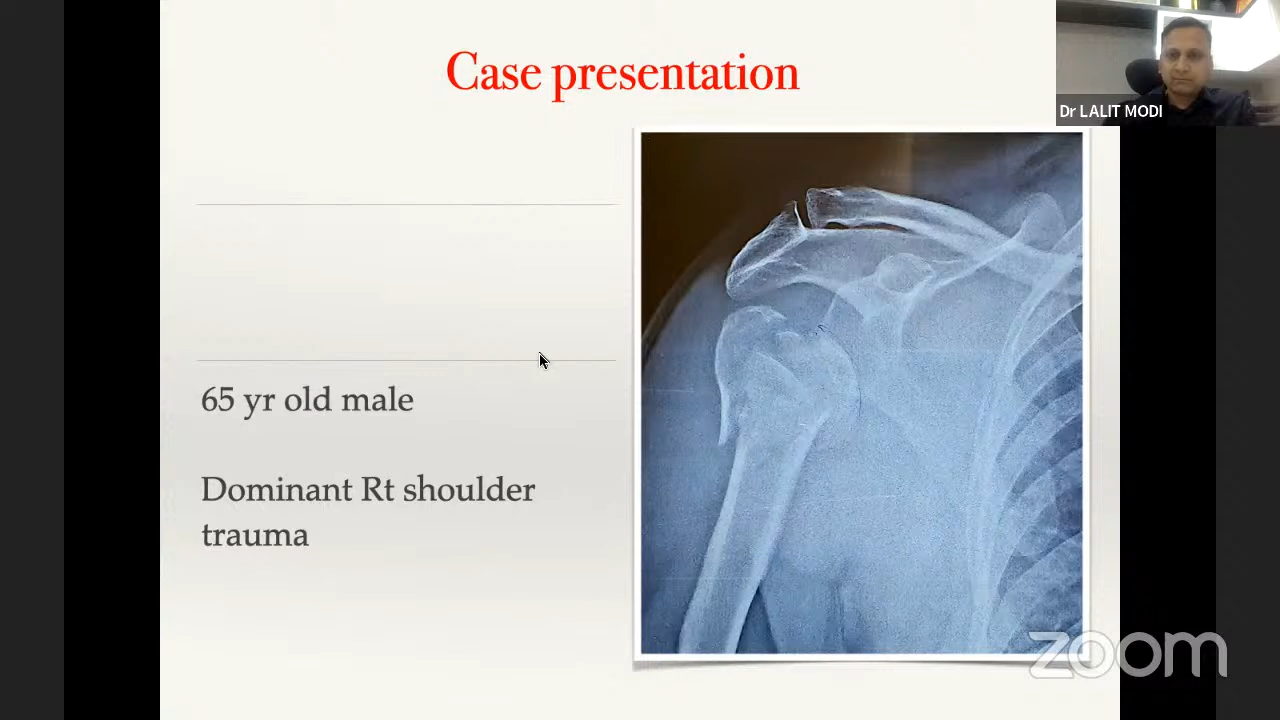 Case presentation
Dr LALIT MODI
65 yr old male
Dominant Rt shoulder
trauma
zoom